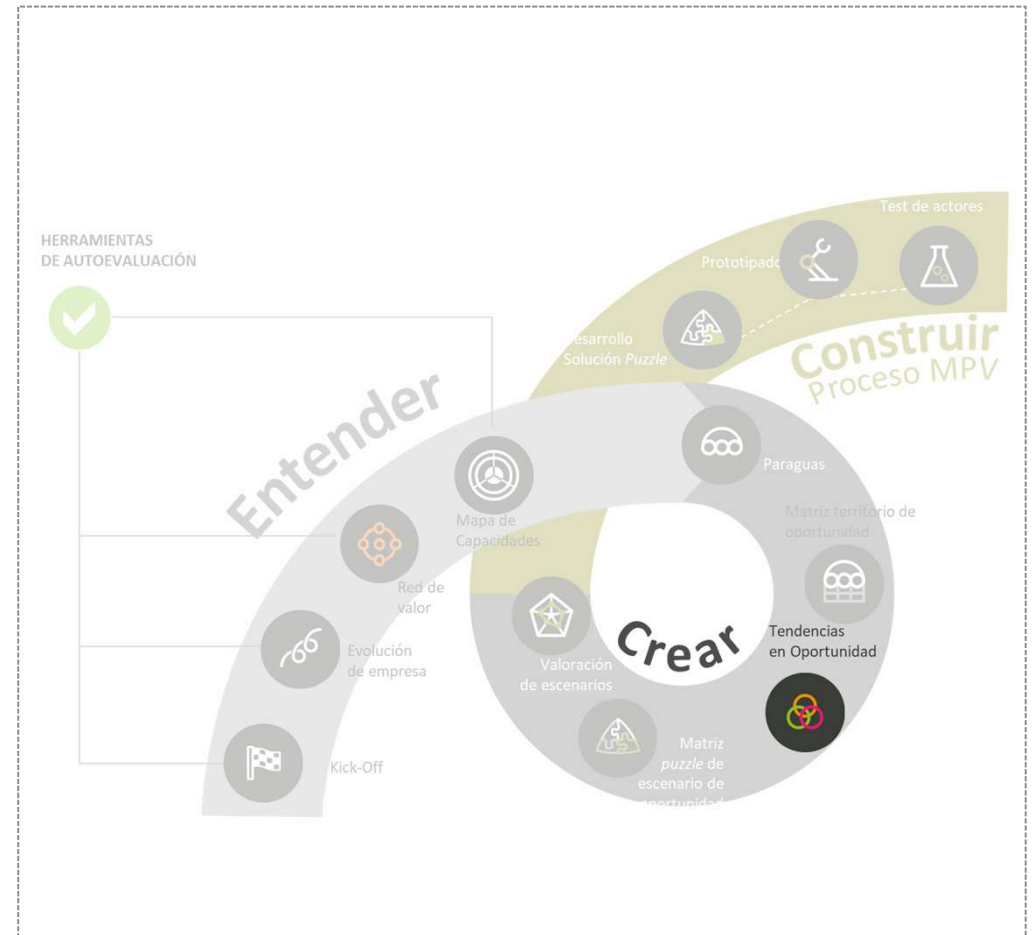 HERRAMIENTAS
DE AUTOEVALUACIÓN
Test de actores
Prototipado
Desarrollo
Solución Puzzle
Construir
Proceso MPV
Entender
Paraguas
Mapa de
Capacidades
Matriz territorio de
oportunidad
Red de
valor
Crear
Tendencias
en Oportunidad
Evolución
de empresa
Valoración
de escenarios
Kick-Off
Matriz
puzzle de
escenario de
oportunidad